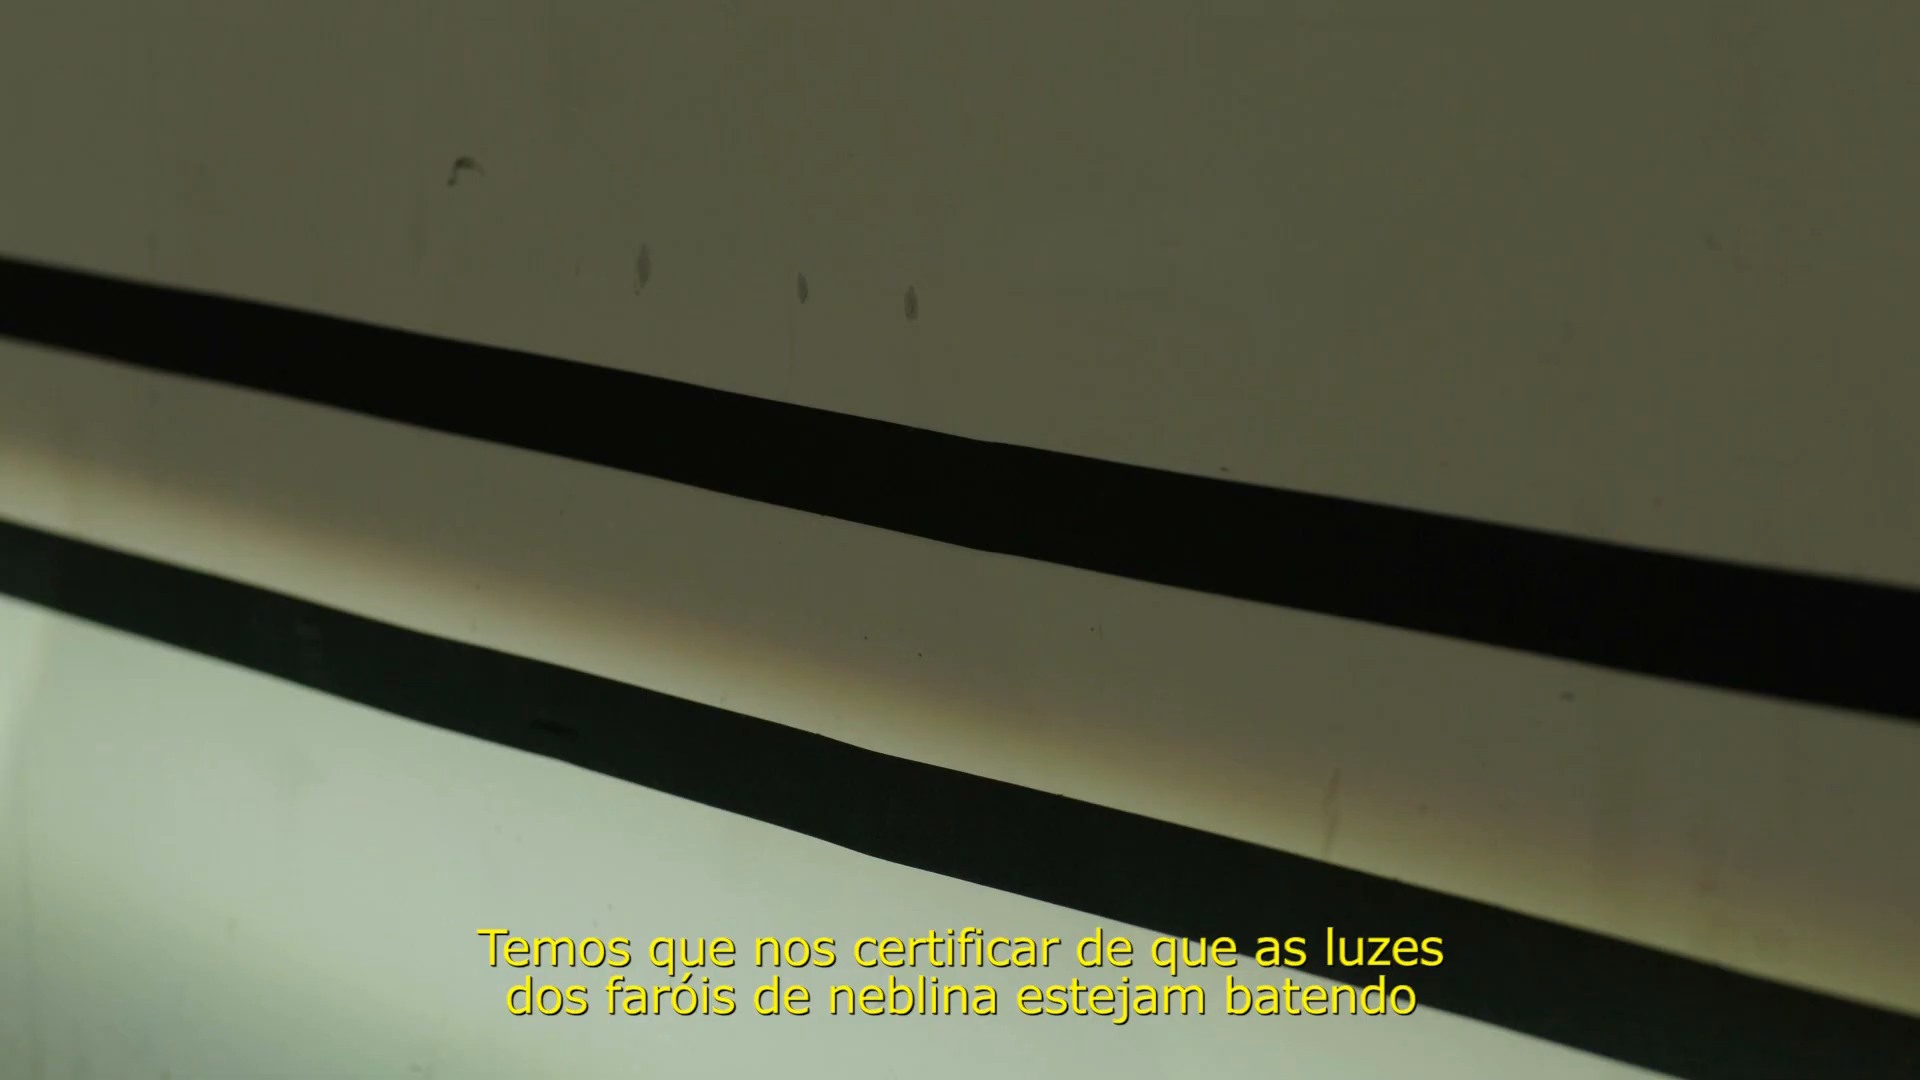 Temos que nos certificar de que as luzes
dos faróis de neblina estejam batendo